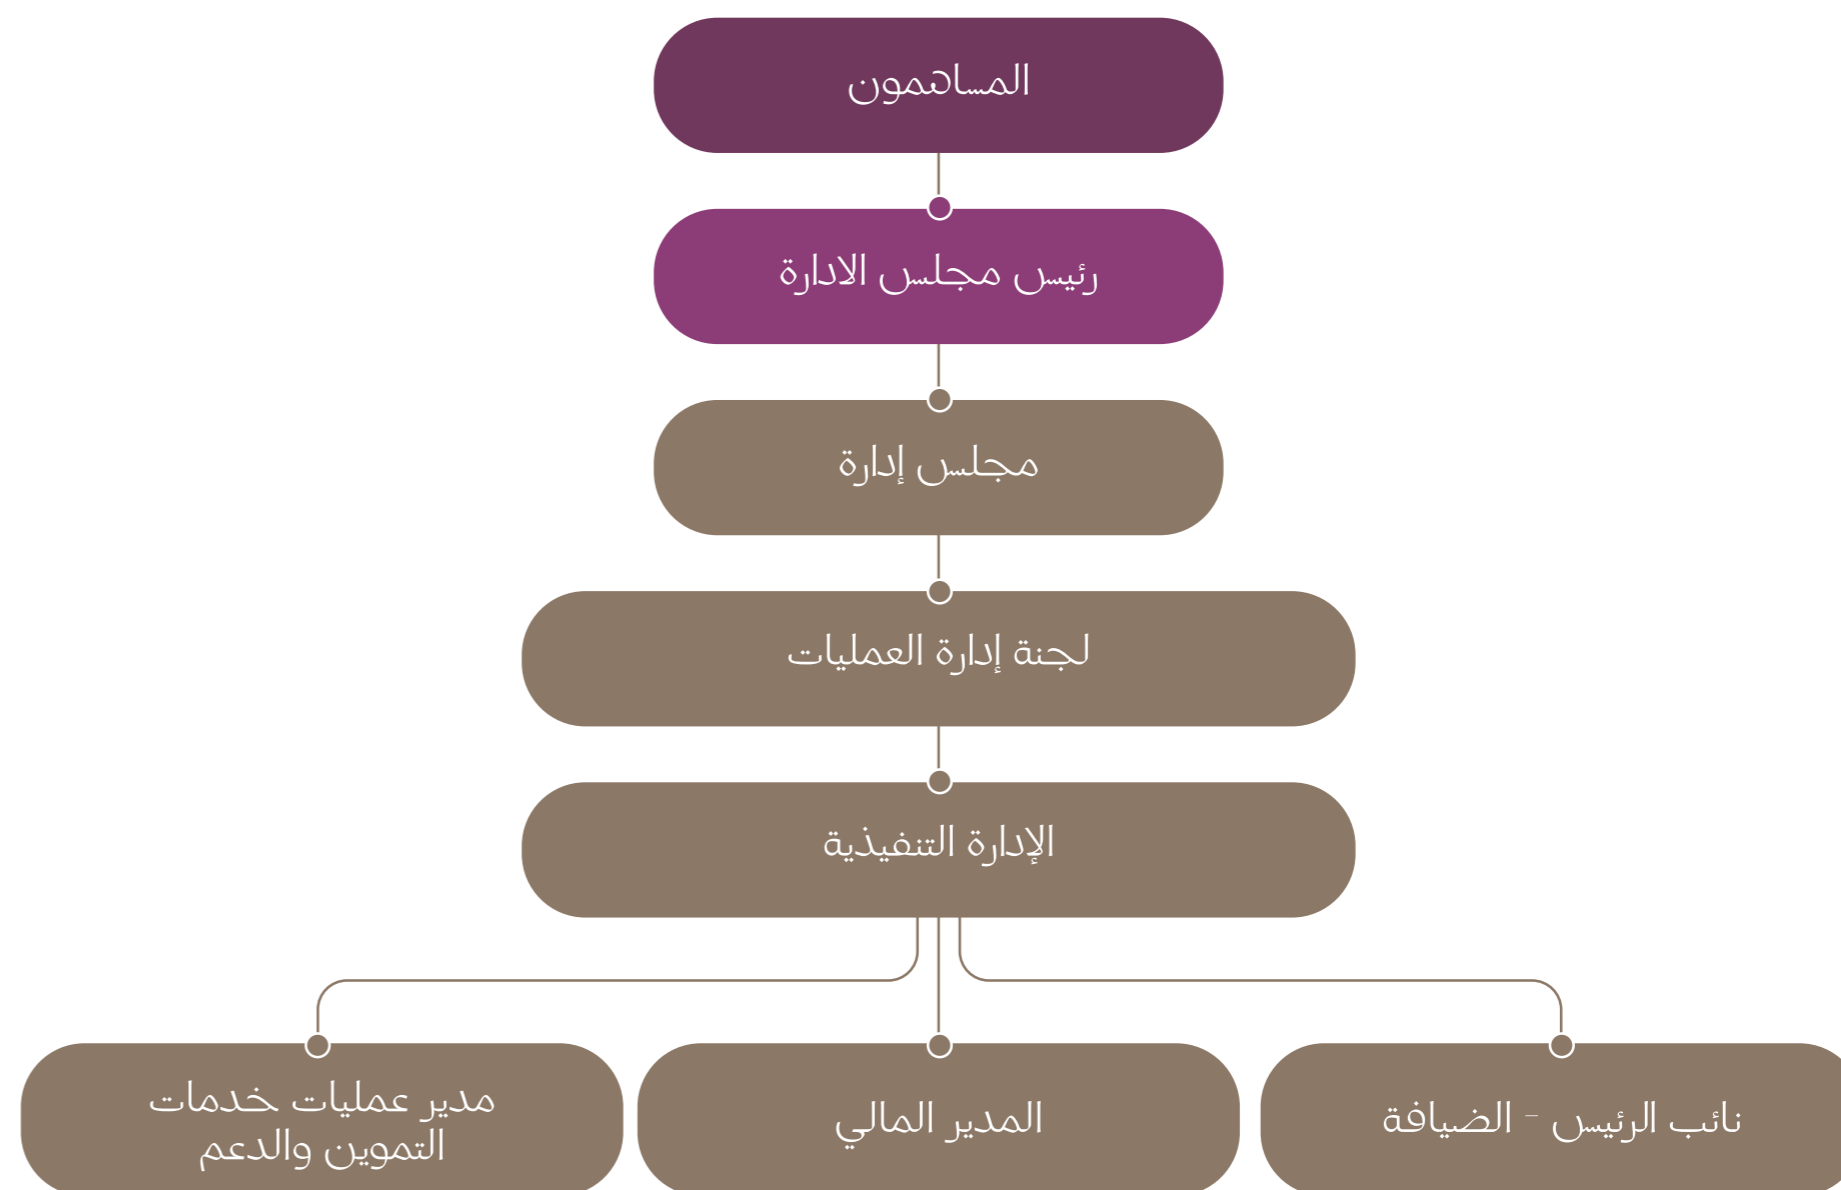 المساهمون
رئيس مجلس الادارة
مجلس إدارة
لجنة إدارة العمليات
الإدارة التنفيذية
نائب الرئيس - الضيافة
المدير المالي
مدير عمليات خدمات
التموين والدعم